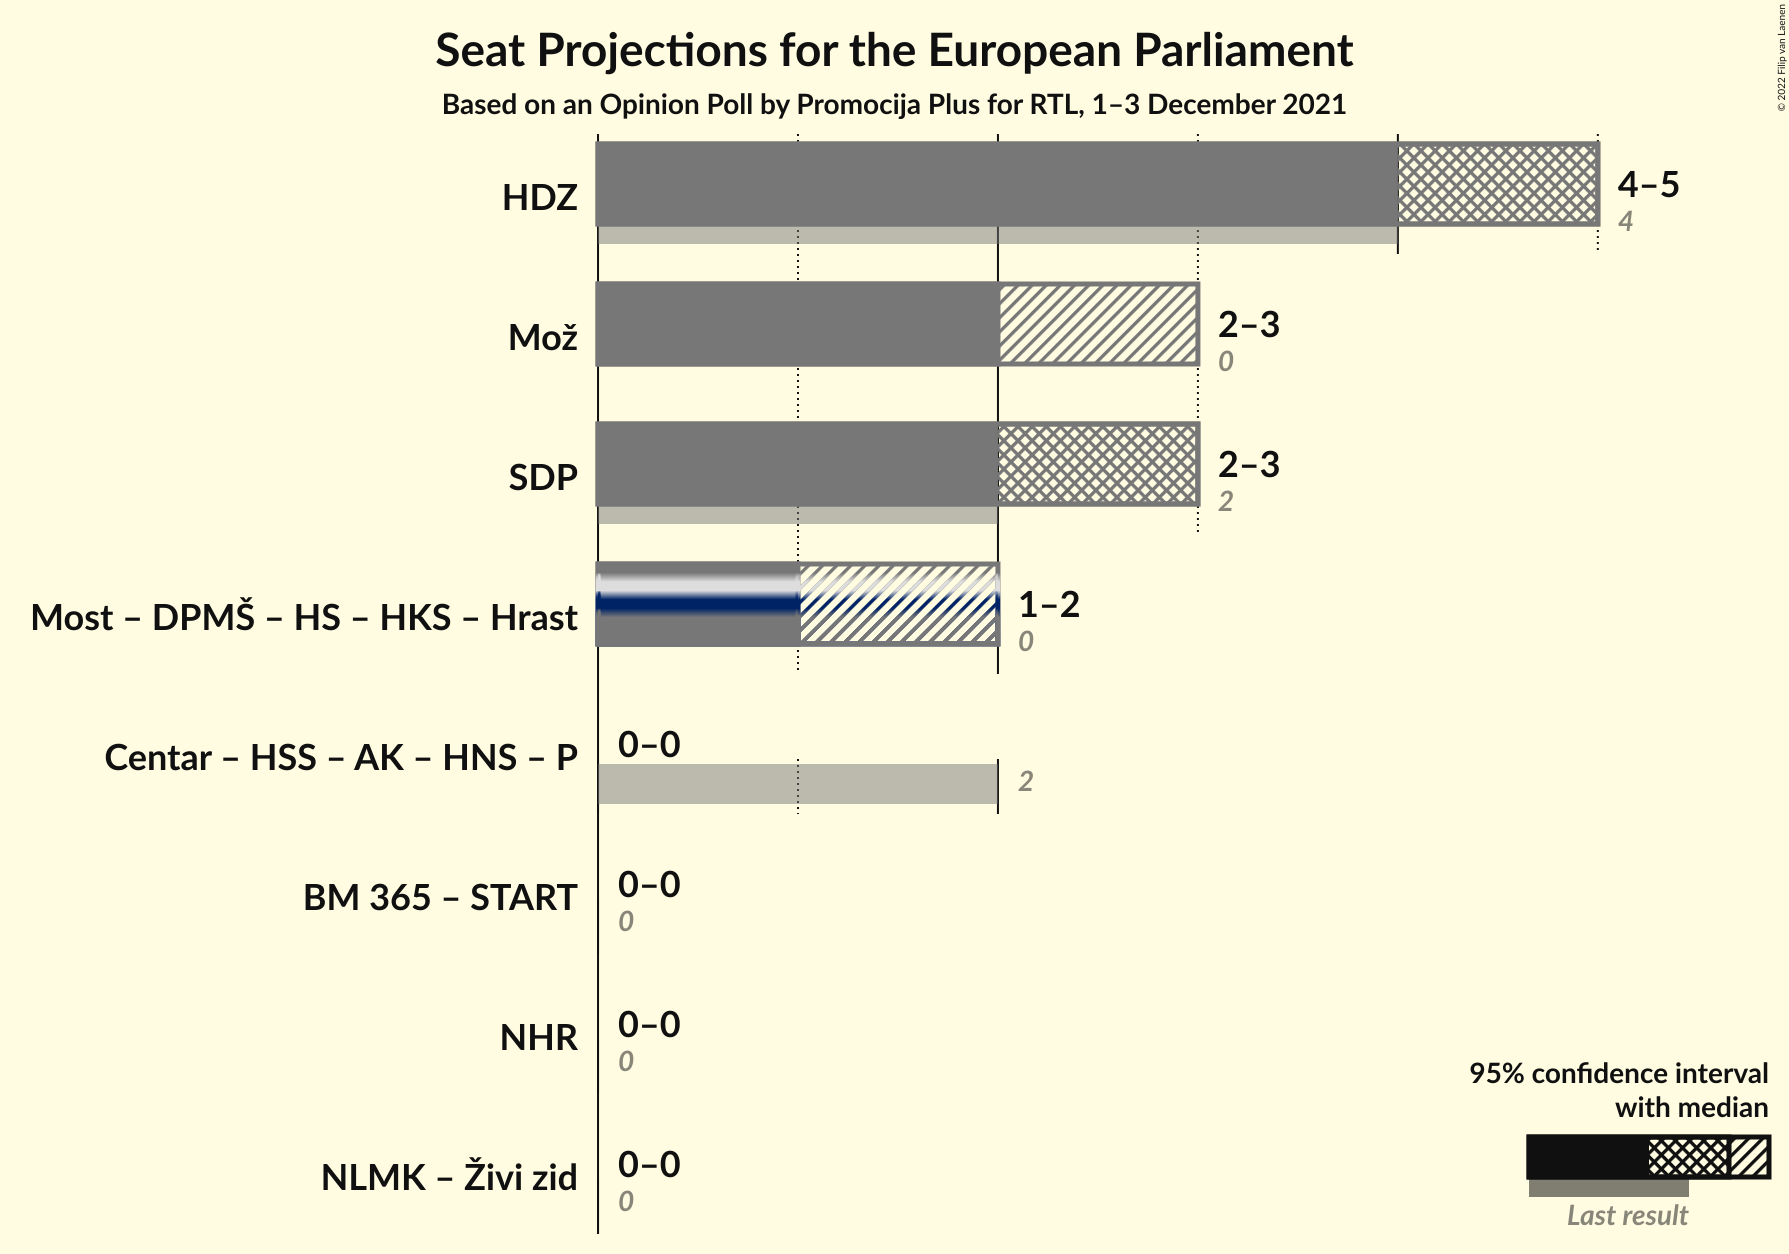 Seat Projections for the European Parliament
Based on an Opinion Poll by Promocija Plus for RTL, 1–3 December 2021
© 2022 Filip van Laenen
HDZ
4–5
4
Mož
2–3
0
SDP
2–3
2
Most – DPMŠ – HS – HKS – Hrast
1–2
0
Centar – HSS – AK – HNS – P
0–0
2
BM 365 – START
0–0
0
NHR
0–0
0
NLMK – Živi zid
0–0
0
95% confidence interval
with median
Last result